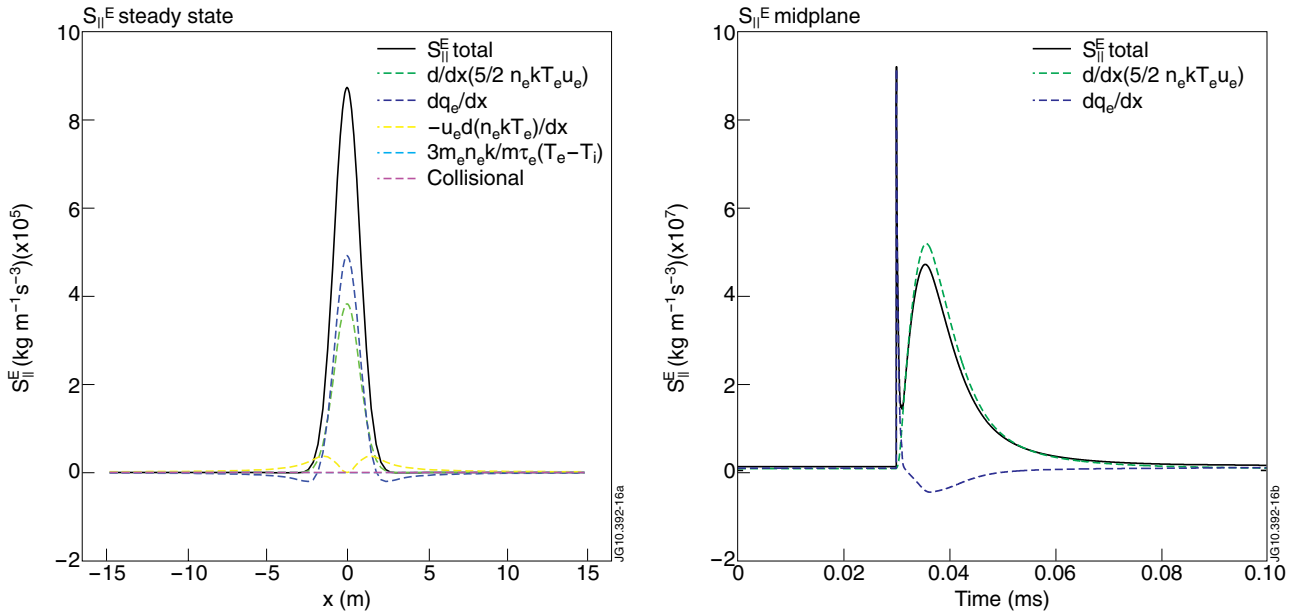 S||ᴱ steady state
10
8
6
4
2
0
−2
S||ᴱ (kg m⁻¹ s⁻³)(x10⁵)
S||ᴱ total
d/dx(5/2 nₑkTₑuₑ)
dqₑ/dx
−uₑd(nₑkTₑ)/dx
3mₑnₑk/mτₑ(Tₑ−Tᵢ)
Collisional
−15 −10 −5 0 5 10 15
x (m)
JG10.392-16a
S||ᴱ midplane
10
8
6
4
2
0
−2
S||ᴱ (kg m⁻¹ s⁻³)(x10⁷)
S||ᴱ total
d/dx(5/2 nₑkTₑuₑ)
dqₑ/dx
0 0.02 0.04 0.06 0.08 0.10
Time (ms)
JG10.392-16b